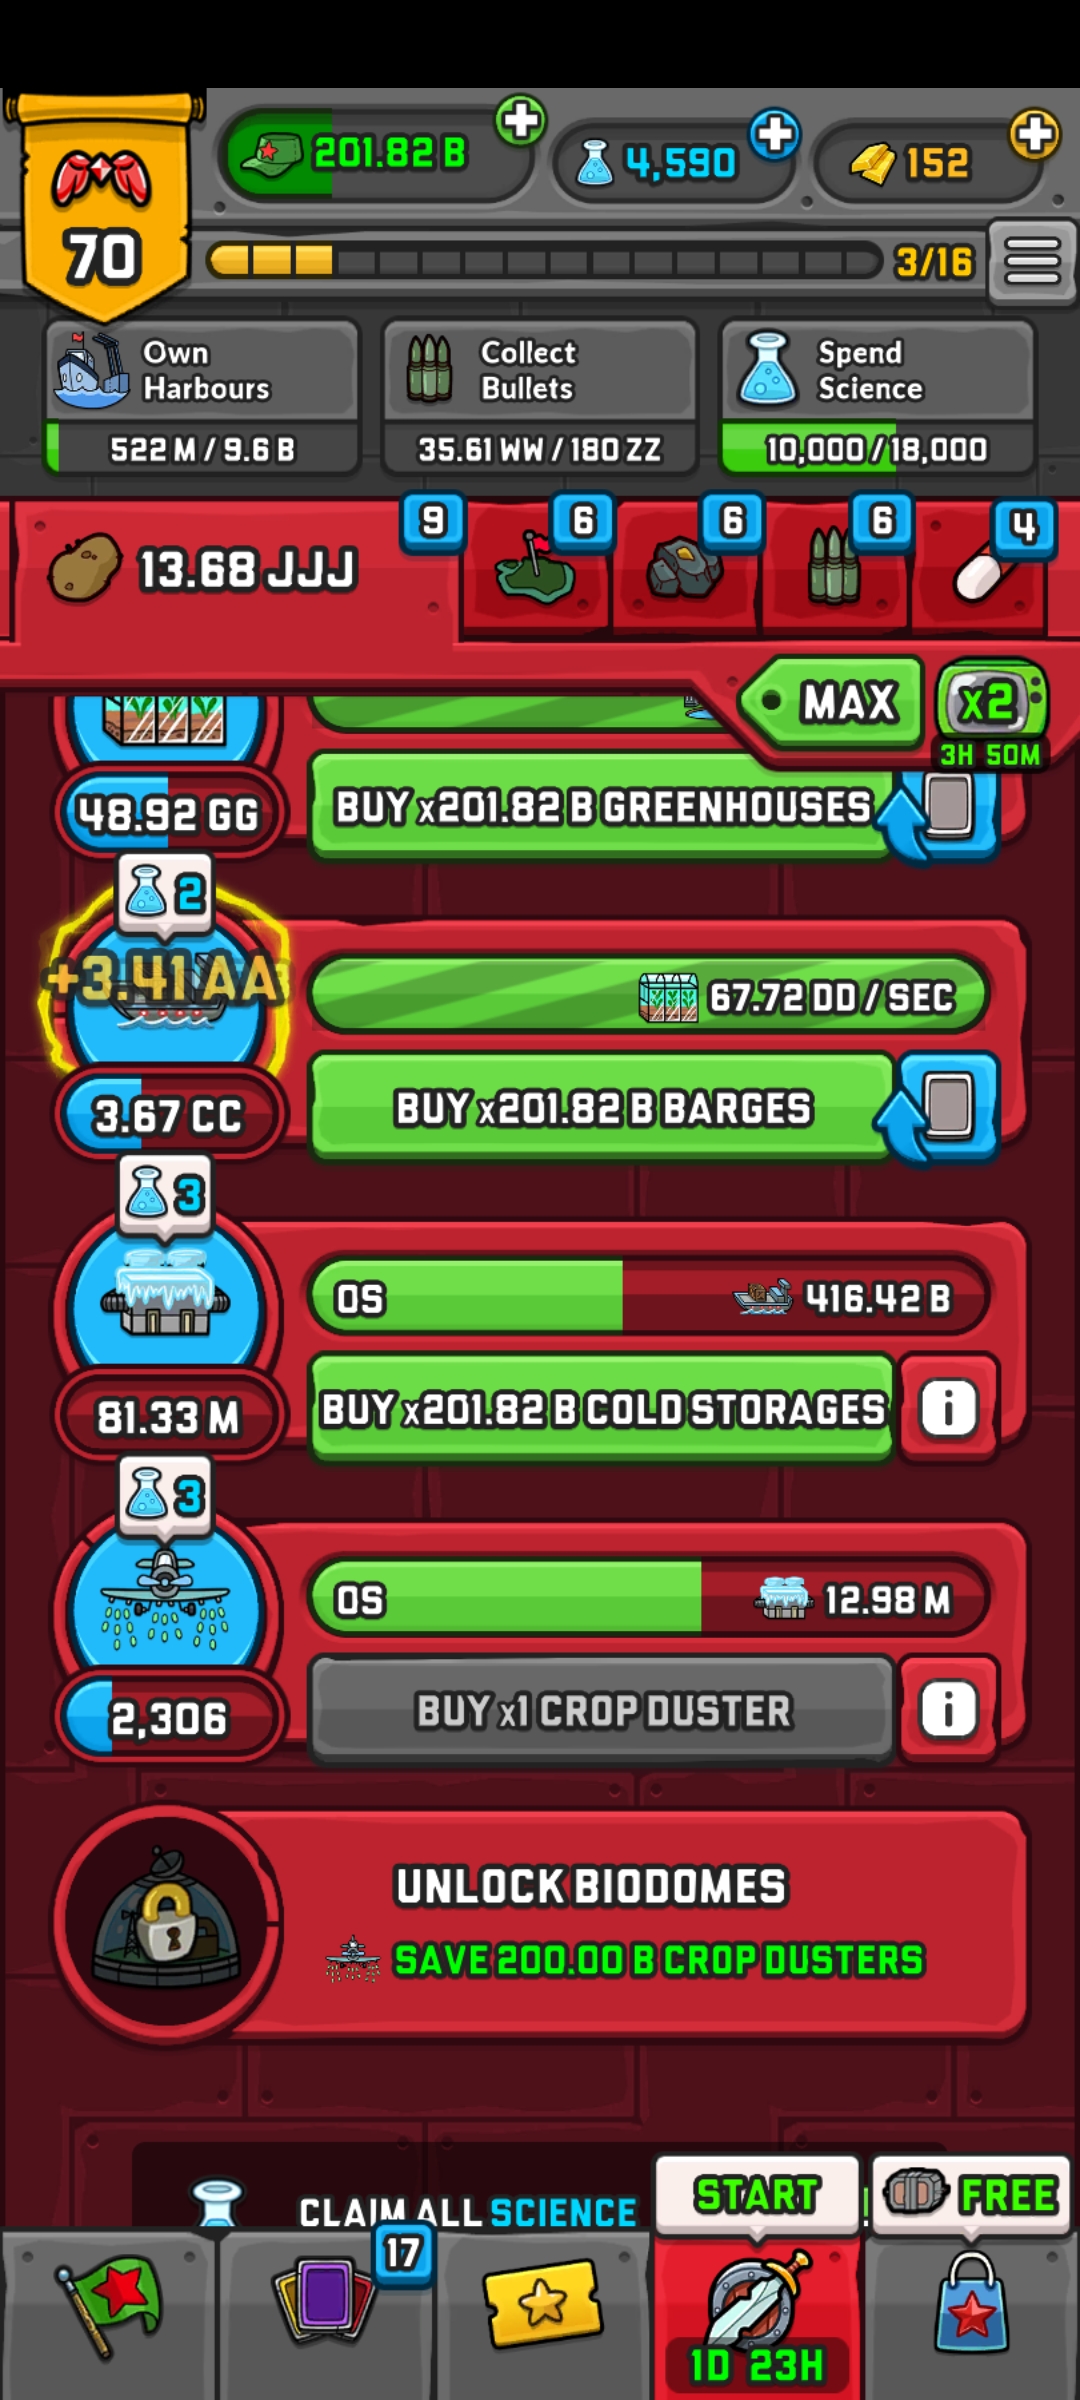 70
201.82 B
4,590
152
3/16
Own
Harbours
522 M / 9.6 B
Collect
Bullets
35.61 WW / 180 ZZ
Spend
Science
10,000 / 18,000
13.68 JJJ
9
6
6
6
4
MAX
x2
3H 50M
48.92 GG
BUY x201.82 B GREENHOUSES
2
+3.41 AA
67.72 DD / SEC
3.67 CC
BUY x201.82 B BARGES
3
0S
416.42 B
81.33 M
BUY x201.82 B COLD STORAGES
i
3
0S
12.98 M
2,306
BUY x1 CROP DUSTER
i
UNLOCK BIODOMES
SAVE 200.00 B CROP DUSTERS
CLAIM ALL SCIENCE
START
FREE
17
1D 23H